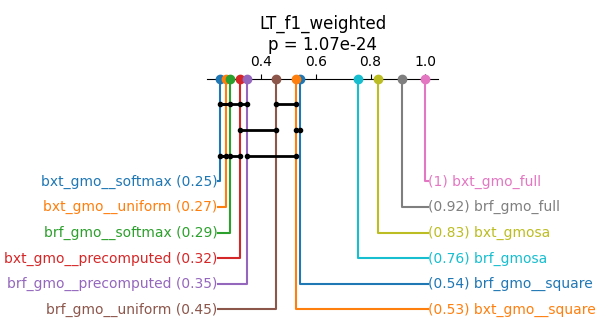 LT_f1_weighted
p = 1.07e-24
0.4 0.6 0.8 1.0
bxt_gmo__softmax (0.25)
(1) bxt_gmo_full
bxt_gmo__uniform (0.27)
(0.92) brf_gmo_full
brf_gmo__softmax (0.29)
(0.83) bxt_gmosa
bxt_gmo__precomputed (0.32)
(0.76) brf_gmosa
brf_gmo__precomputed (0.35)
(0.54) brf_gmo__square
brf_gmo__uniform (0.45)
(0.53) bxt_gmo__square